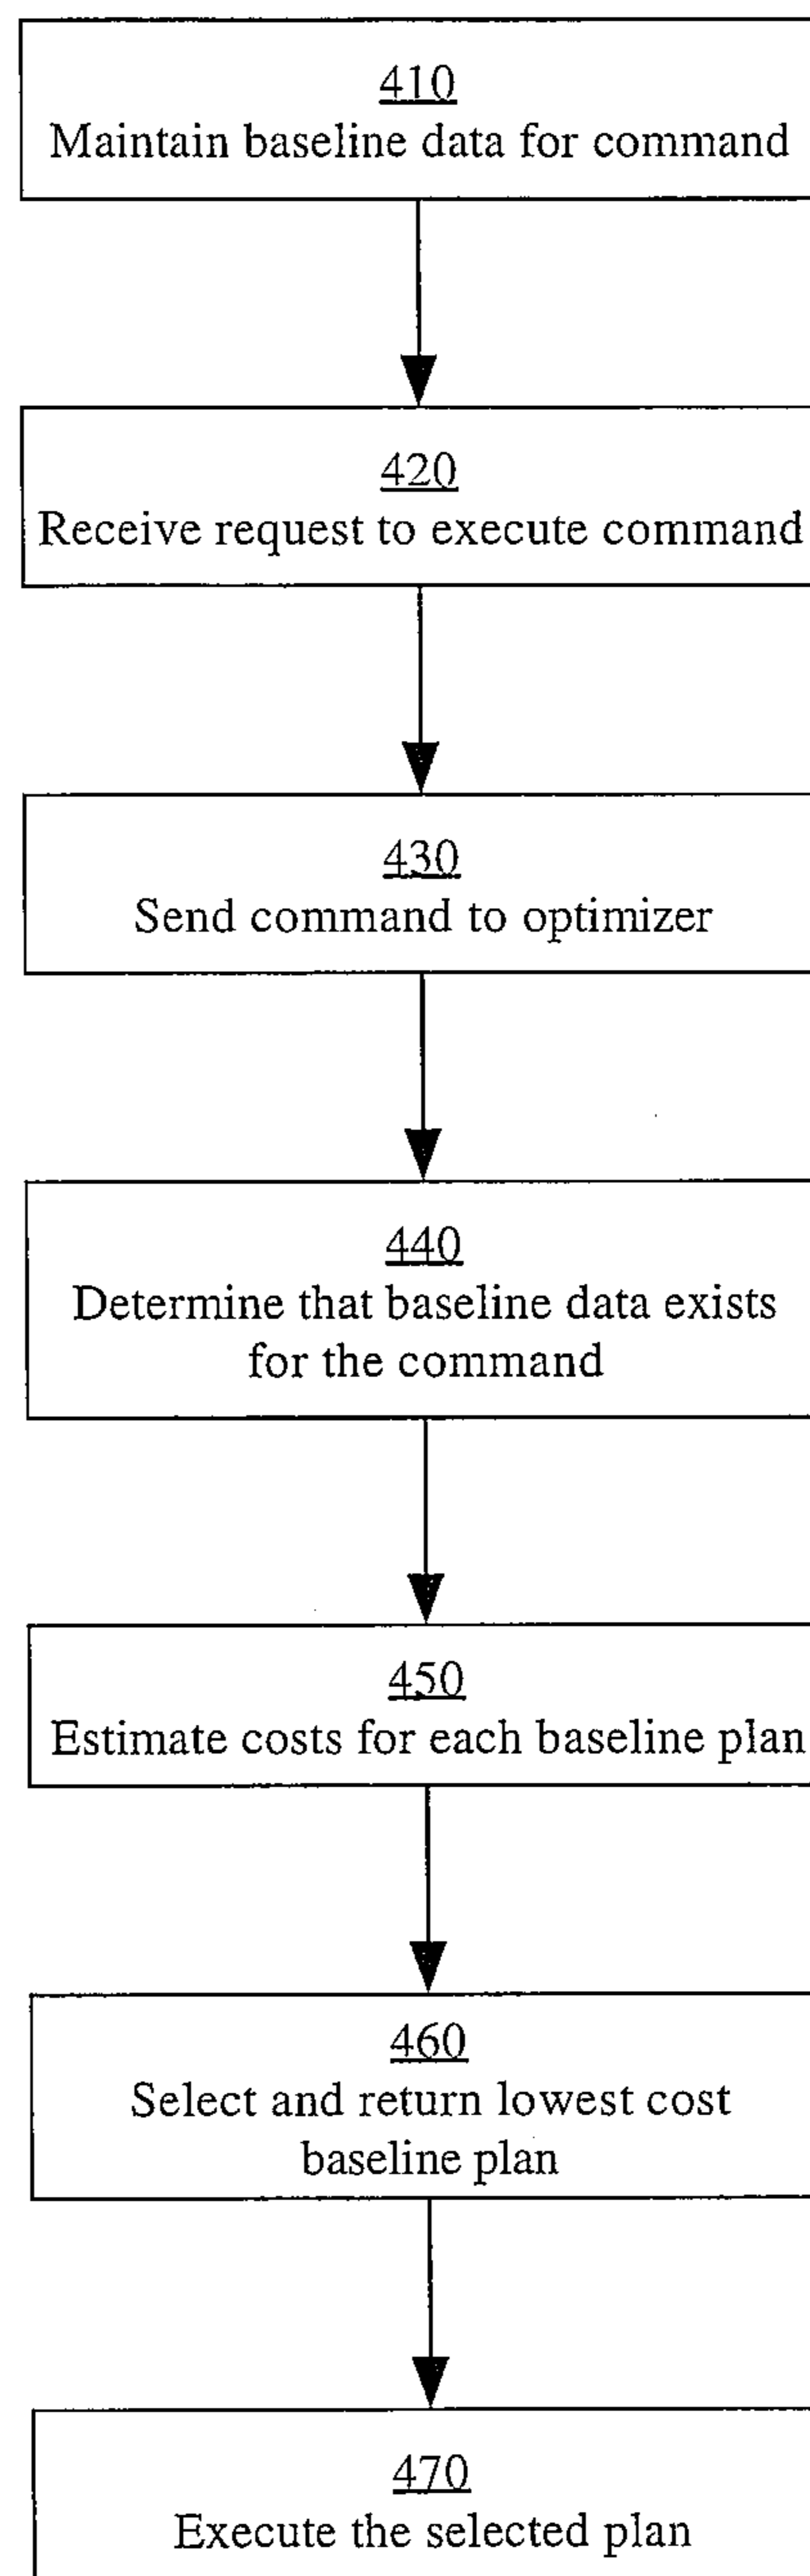 410
Maintain baseline data for command
420
Receive request to execute command
430
Send command to optimizer
440
Determine that baseline data exists
for the command
450
Estimate costs for each baseline plan
460
Select and return lowest cost
baseline plan
470
Execute the selected plan